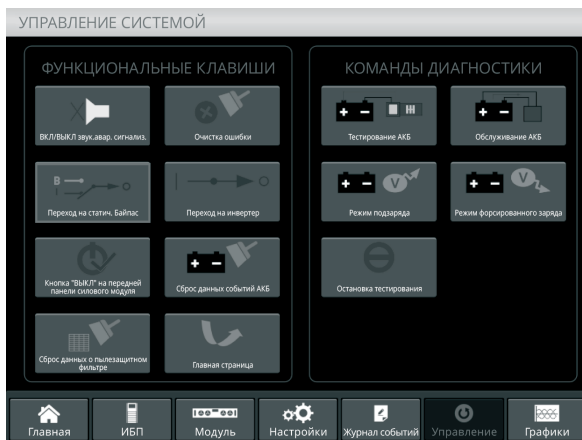 УПРАВЛЕНИЕ СИСТЕМОЙ
ФУНКЦИОНАЛЬНЫЕ КЛАВИШИ
ВКЛ/ВЫКЛ звук.авар. сигнализ.
Очистка ошибки
B
Переход на статич. Байпас
Переход на инвертер
Кнопка "ВЫКЛ" на передней
панели силового модуля
Сброс данных событий АКБ
Сброс данных о пылезащитном
фильтре
Главная страница
КОМАНДЫ ДИАГНОСТИКИ
Тестирование АКБ
Обслуживание АКБ
V
Режим подзаряда
V
Режим форсированного заряда
Остановка тестирования
Главная
ИБП
Модуль
Настройки
Журнал событий
Управление
Графики